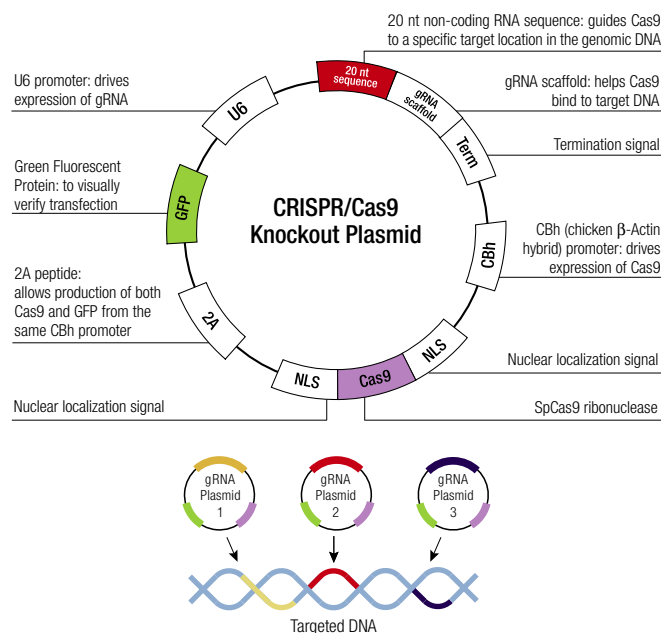 20 nt non-coding RNA sequence: guides Cas9
to a specific target location in the genomic DNA
U6 promoter: drives
expression of gRNA
gRNA scaffold: helps Cas9
bind to target DNA
Termination signal
Green Fluorescent
Protein: to visually
verify transfection
CBh (chicken β-Actin
hybrid) promoter: drives
expression of Cas9
2A peptide:
allows production of both
Cas9 and GFP from the
same CBh promoter
Nuclear localization signal
Nuclear localization signal
SpCas9 ribonuclease
20 nt
sequence
gRNA
scaffold
Term
CBh
NLS
Cas9
NLS
2A
GFP
U6
CRISPR/Cas9
Knockout Plasmid
gRNA
Plasmid
1
gRNA
Plasmid
2
gRNA
Plasmid
3
Targeted DNA